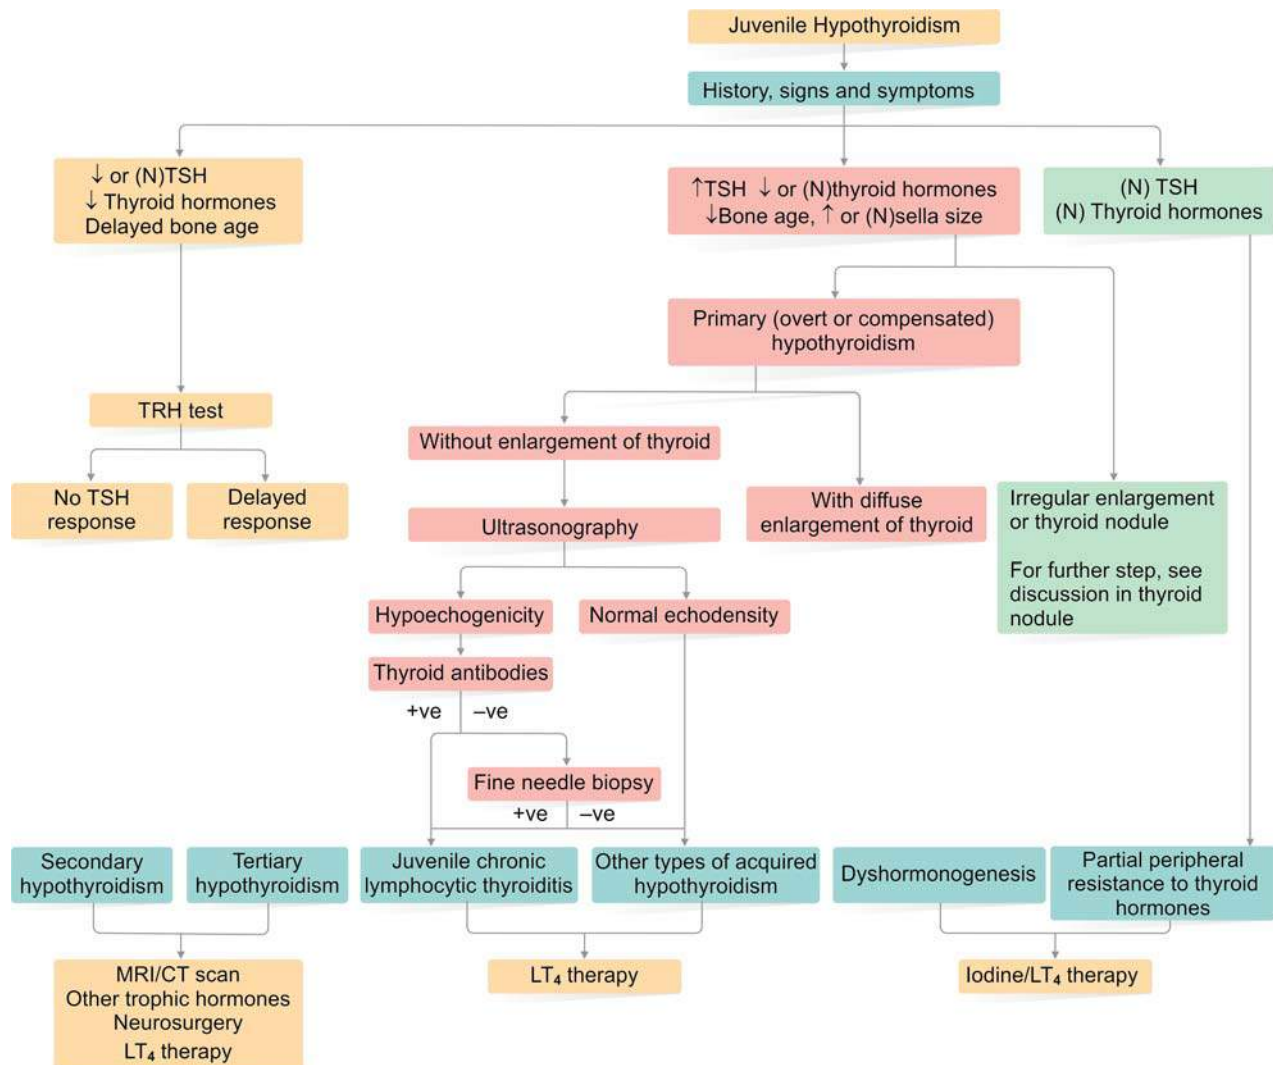 Juvenile Hypothyroidism
History, signs and symptoms
↓ or (N)TSH
↓ Thyroid hormones
Delayed bone age
↑TSH ↓ or (N)thyroid hormones
↓Bone age, ↑ or (N)sella size
(N) TSH
(N) Thyroid hormones
Primary (overt or compensated)
hypothyroidism
TRH test
Without enlargement of thyroid
No TSH
response
Delayed
response
With diffuse
enlargement of thyroid
Irregular enlargement
or thyroid nodule
For further step, see
discussion in thyroid
nodule
Ultrasonography
Hypoechogenicity
Normal echodensity
Thyroid antibodies
+ve –ve
Fine needle biopsy
+ve –ve
Secondary
hypothyroidism
Tertiary
hypothyroidism
Juvenile chronic
lymphocytic thyroiditis
Other types of acquired
hypothyroidism
Dyshormonogenesis
Partial peripheral
resistance to thyroid
hormones
MRI/CT scan
Other trophic hormones
Neurosurgery
LT₄ therapy
LT₄ therapy
Iodine/LT₄ therapy